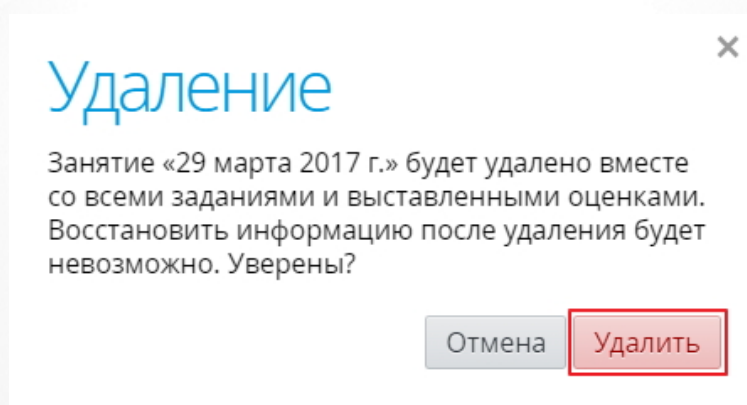 Удаление
Занятие «29 марта 2017 г.» будет удалено вместе
со всеми заданиями и выставленными оценками.
Восстановить информацию после удаления будет
невозможно. Уверены?
Отмена
Удалить